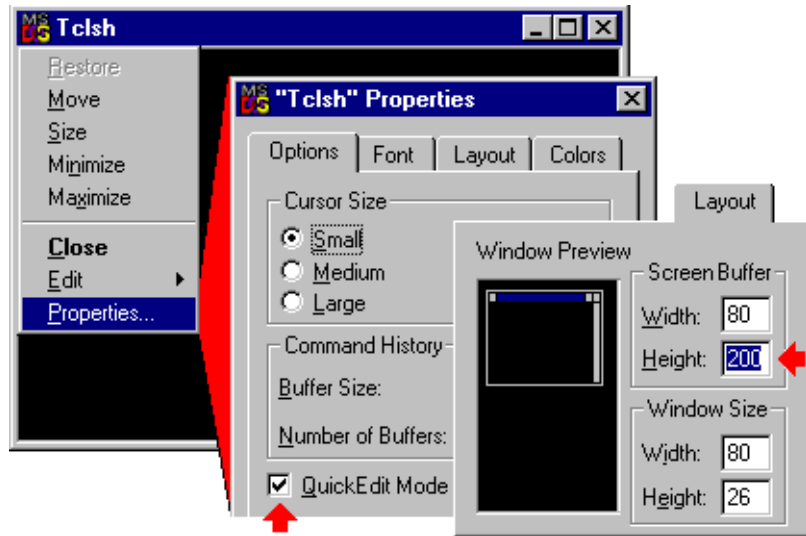 Tclsh
Restore
Move
Size
Minimize
Maximize
Close
Edit
Properties...
"Tclsh" Properties
Options Font Layout Colors
Cursor Size
Small
Medium
Large
Command History
Buffer Size:
Number of Buffers:
QuickEdit Mode
Layout
Window Preview
Screen Buffer
Width: 80
Height: 200
Window Size
Width: 80
Height: 26